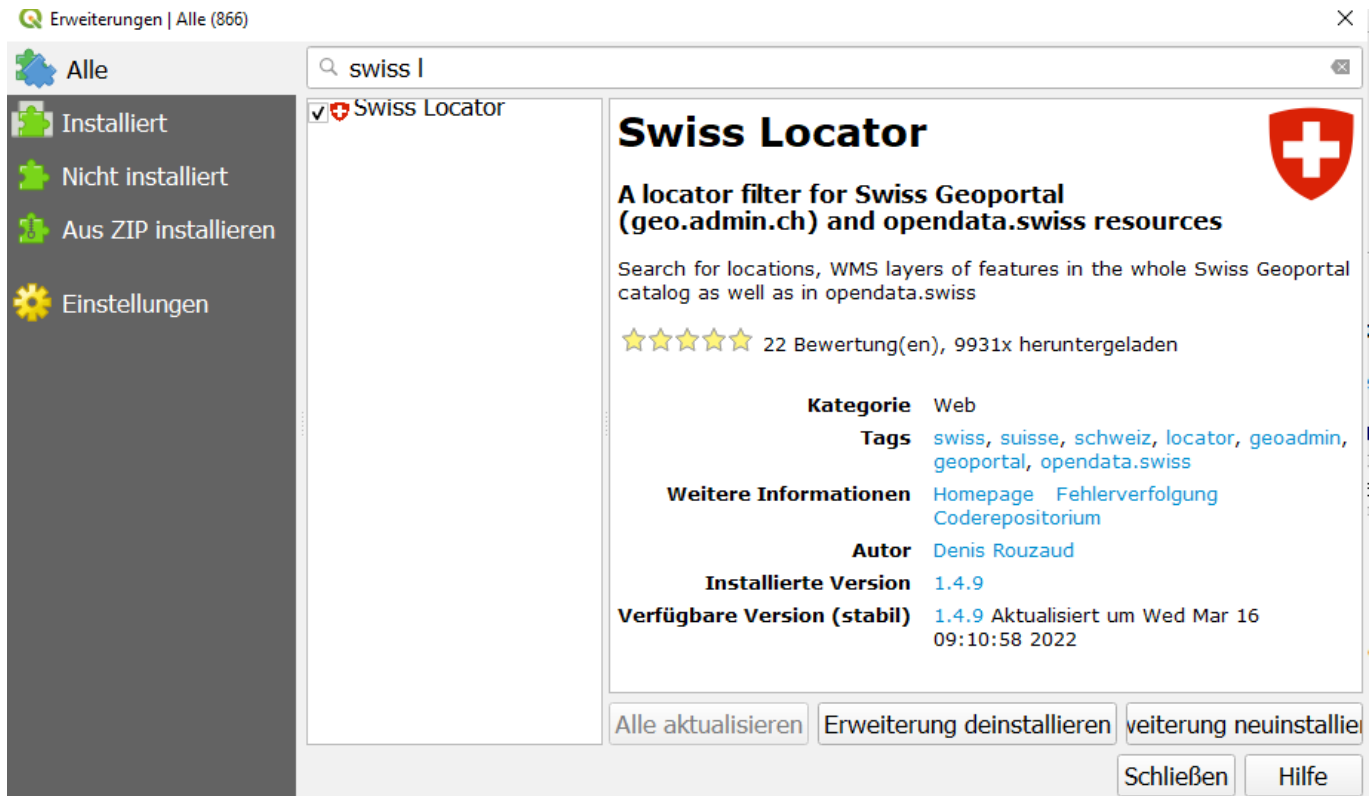 Erweiterungen | Alle (866)
Alle
swiss l
Installiert
Nicht installiert
Aus ZIP installieren
Einstellungen
Swiss Locator
Swiss Locator
A locator filter for Swiss Geoportal
(geo.admin.ch) and opendata.swiss resources
Search for locations, WMS layers of features in the whole Swiss Geoportal
catalog as well as in opendata.swiss
22 Bewertung(en), 9931x heruntergeladen
Kategorie Web
Tags swiss, suisse, schweiz, locator, geoadmin,
geoportal, opendata.swiss
Weitere Informationen Homepage Fehlerverfolgung
Coderepositorium
Autor Denis Rouzaud
Installierte Version 1.4.9
Verfügbare Version (stabil) 1.4.9 Aktualisiert um Wed Mar 16
09:10:58 2022
Alle aktualisieren Erweiterung deinstallieren weiterung neuinstallie
Schließen Hilfe